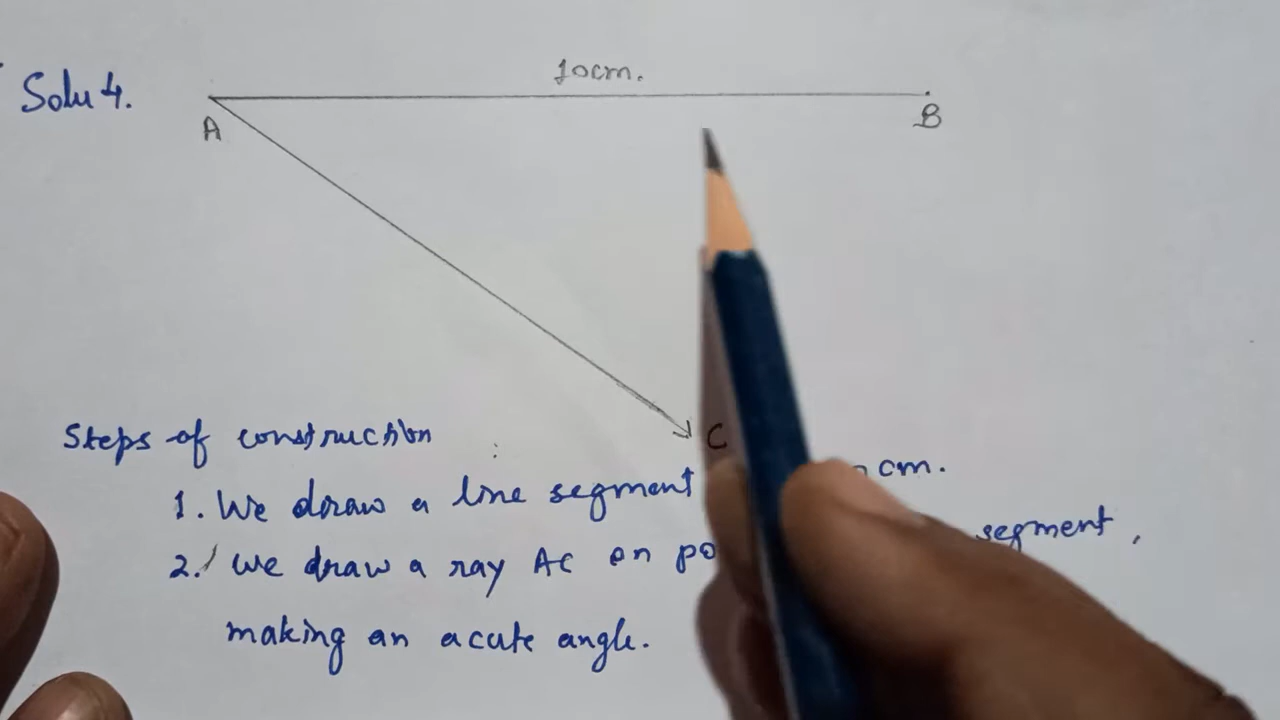 10cm.
Solu 4.
A
B
C
Steps of construction
1. We draw a line segment cm.
2. We draw a ray AC on segment,
making an acute angle.